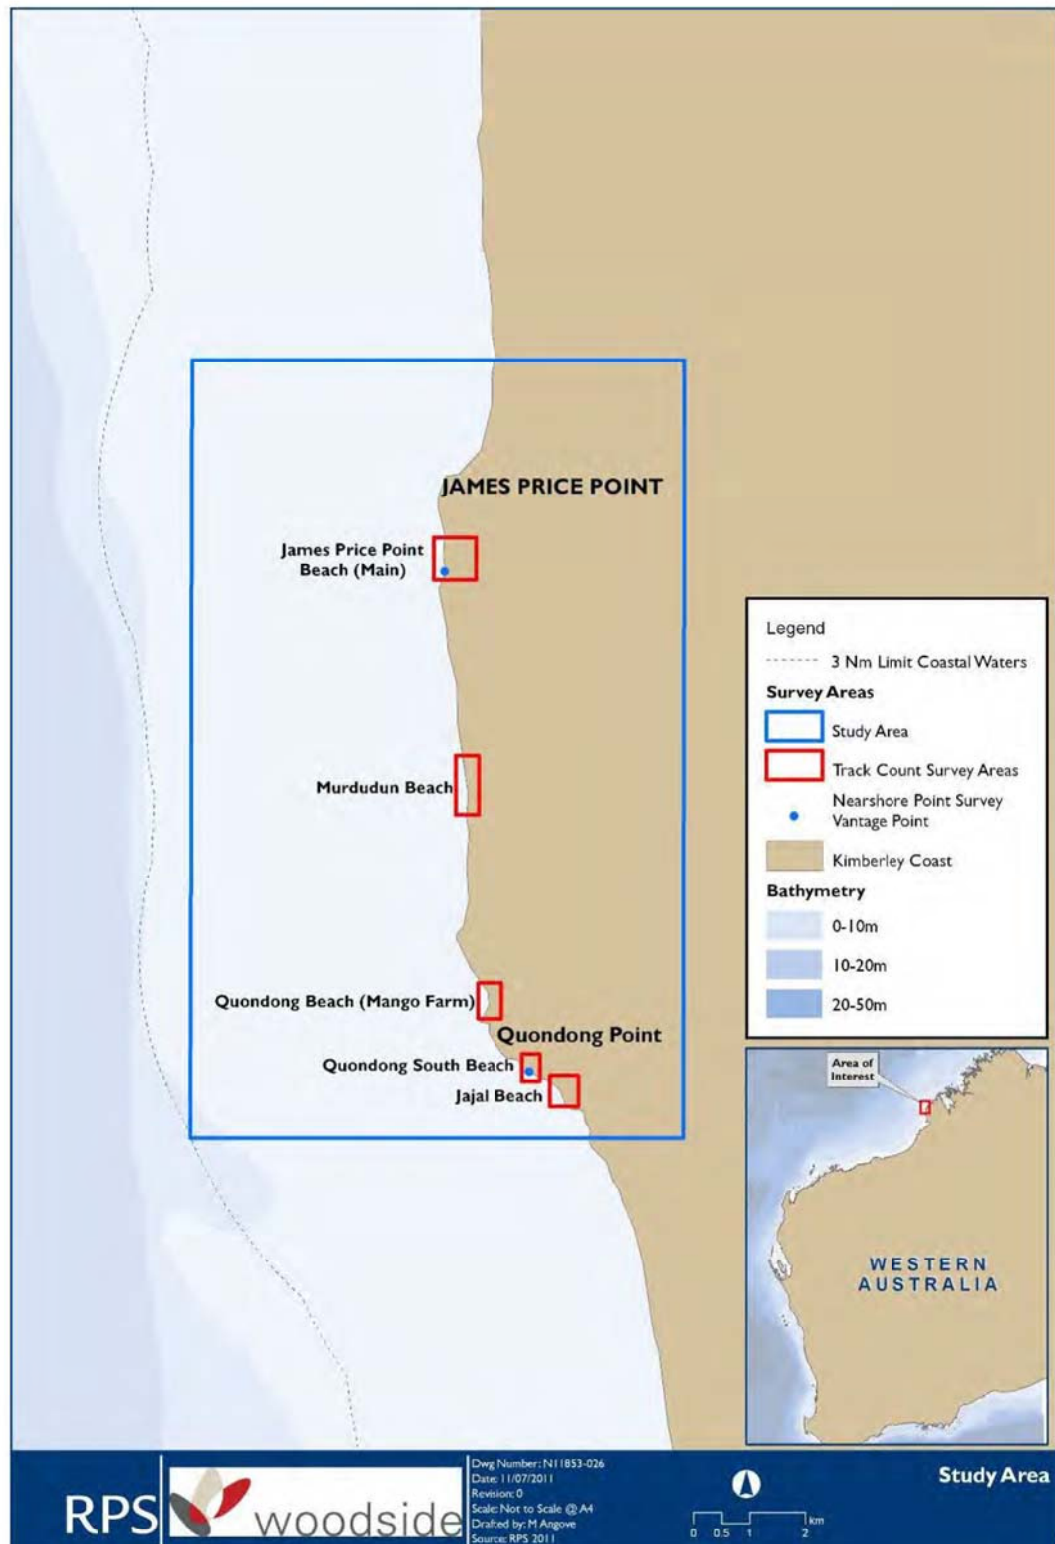 JAMES PRICE POINT
James Price Point
Beach (Main)
Murdudun Beach
Quondong Beach (Mango Farm)
Quondong Point
Quondong South Beach
Jajal Beach
Legend
3 Nm Limit Coastal Waters
Survey Areas
Study Area
Track Count Survey Areas
Nearshore Point Survey
Vantage Point
Kimberley Coast
Bathymetry
0-10m
10-20m
20-50m
Area of
Interest
WESTERN
AUSTRALIA
RPS
woodside
Dwg Number: N11853-026
Date: 11/07/2011
Revision: 0
Scale: Not to Scale @ A4
Drafted by: M Angove
Source: RPS 2011
km
0 0.5 1 2
Study Area